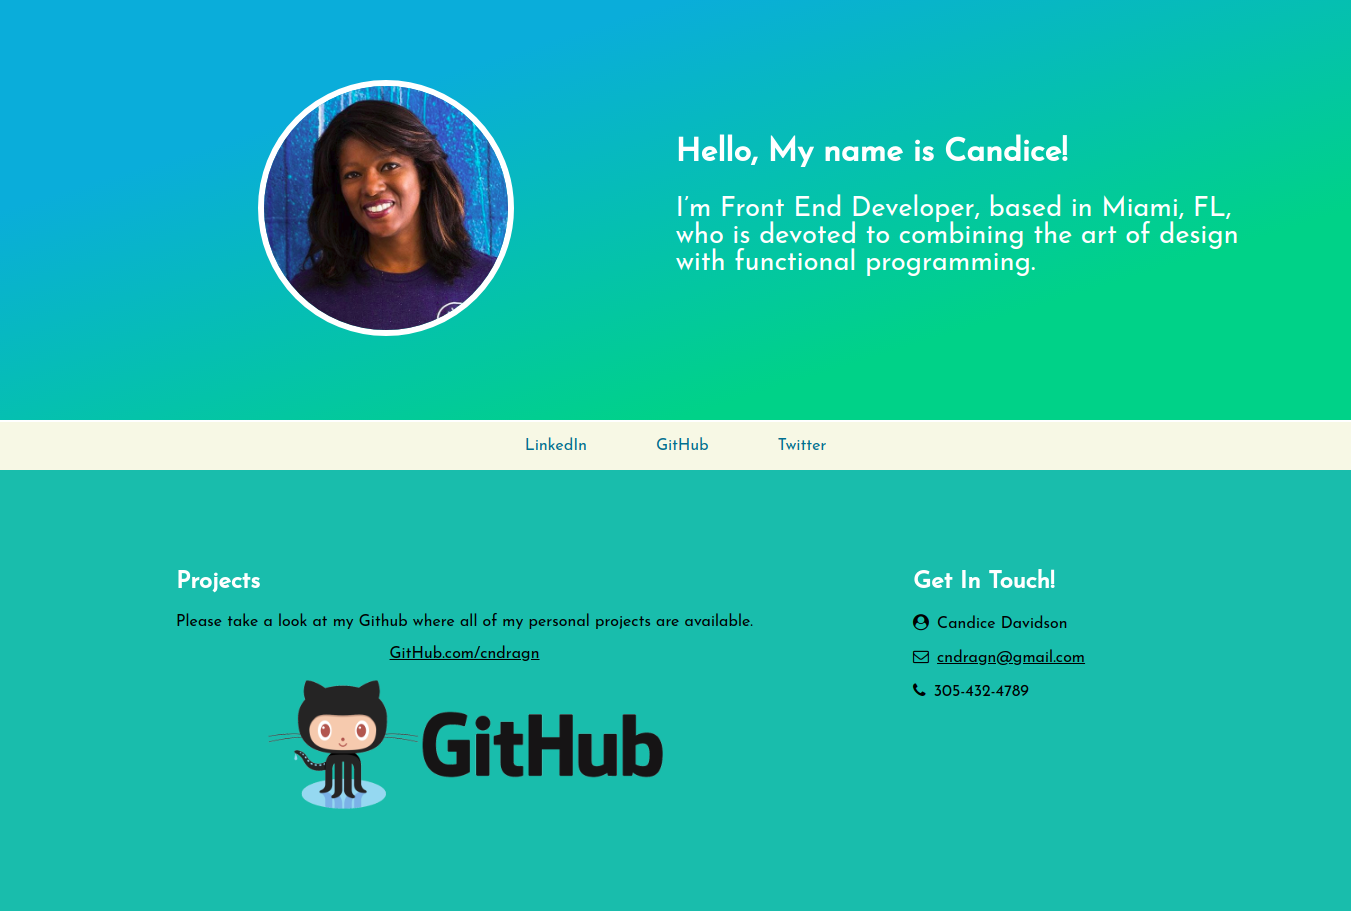 Hello, My name is Candice!
I'm Front End Developer, based in Miami, FL,
who is devoted to combining the art of design
with functional programming.
LinkedIn GitHub Twitter
Projects
Please take a look at my Github where all of my personal projects are available.
GitHub.com/cndragn
GitHub
Get In Touch!
Candice Davidson
cndragn@gmail.com
305-432-4789